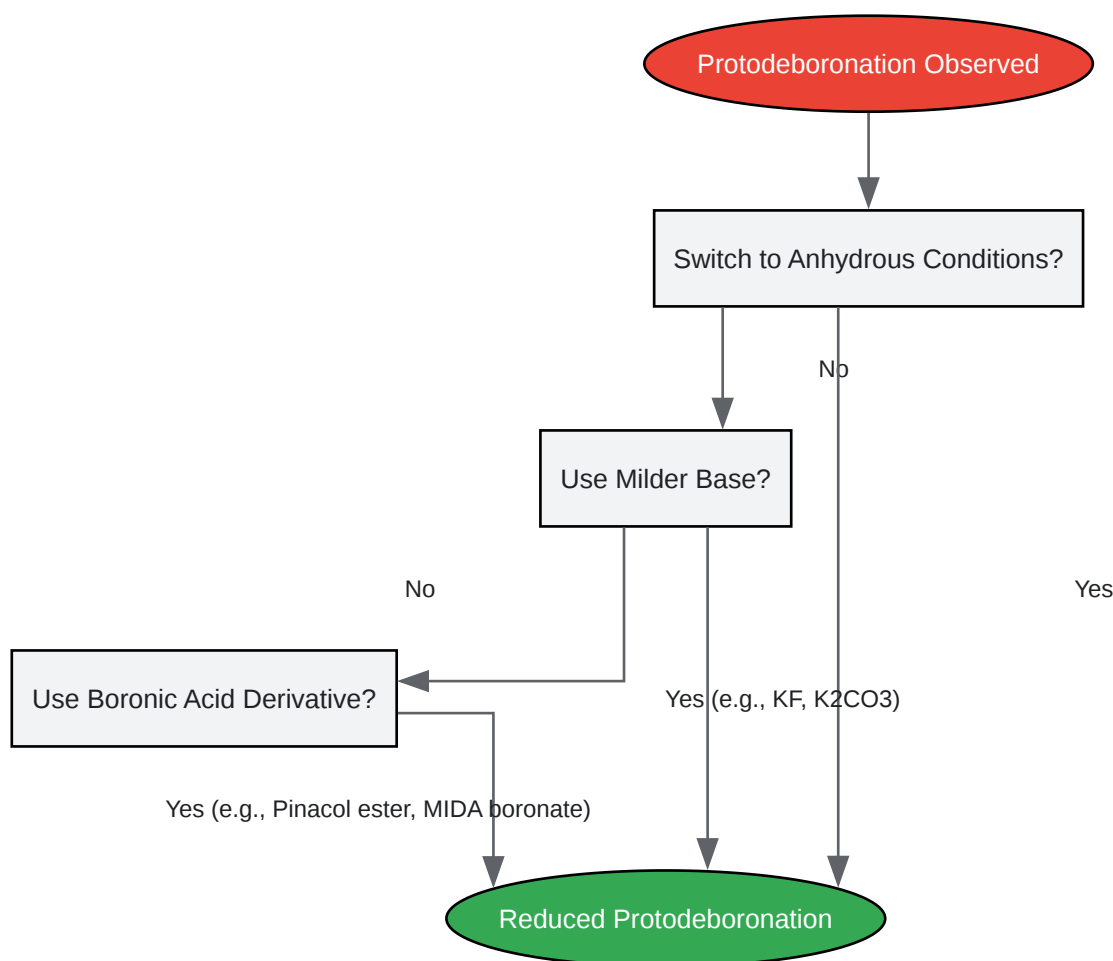 Protodeboronation Observed
Switch to Anhydrous Conditions?
No
Use Milder Base?
No
Yes
Use Boronic Acid Derivative?
Yes (e.g., KF, K2CO3)
Yes (e.g., Pinacol ester, MIDA boronate)
Reduced Protodeboronation